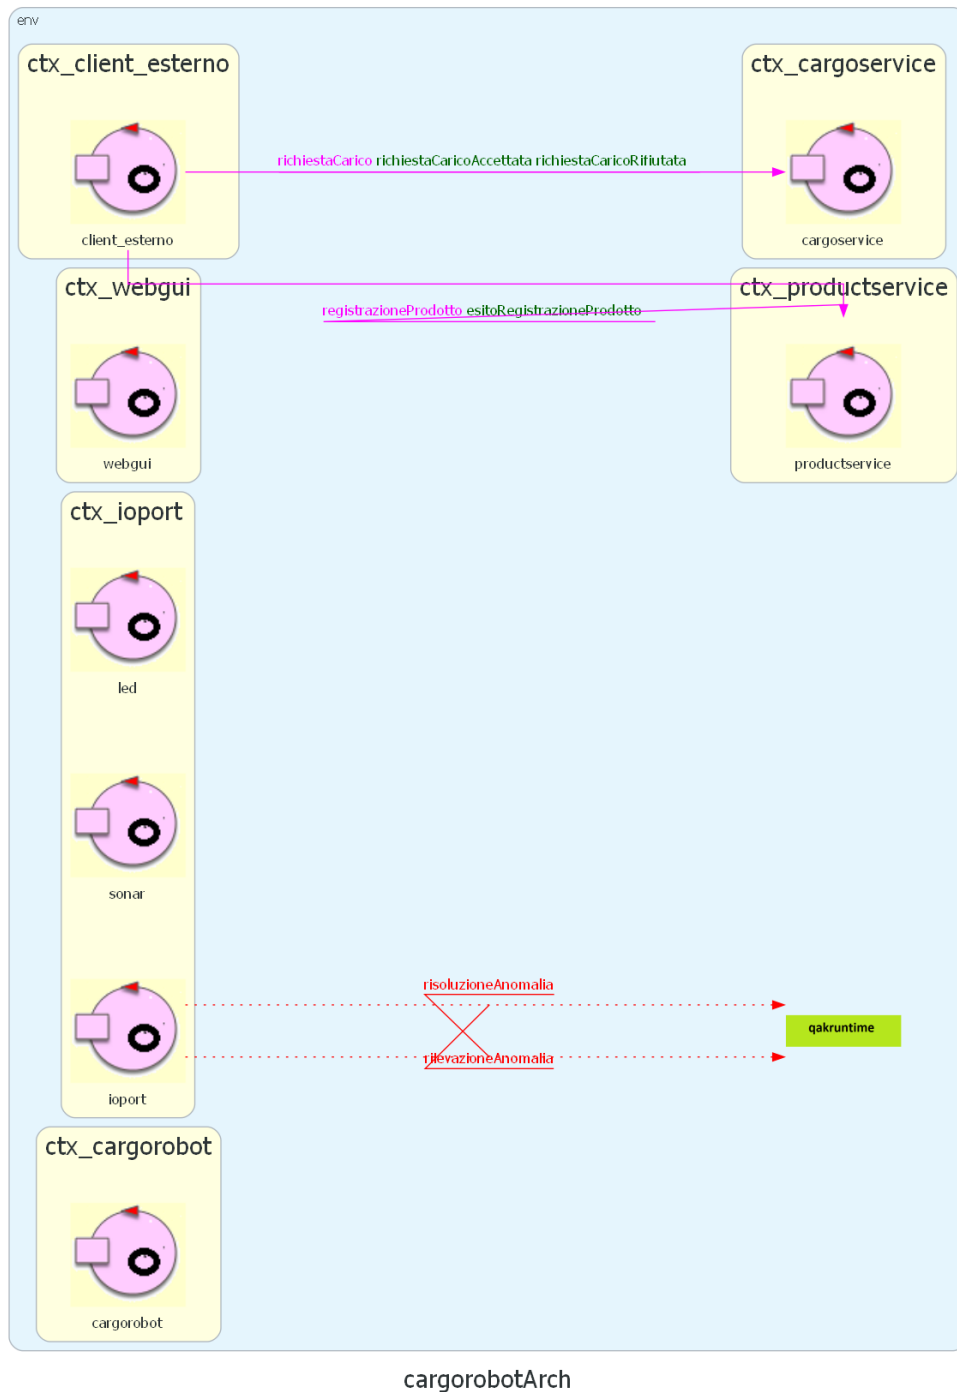 env
ctx_client_esterno
ctx_cargoservice
richiestaCarico richiestaCaricoAccettata richiestaCaricoRifiutata
client_esterno
cargoservice
ctx_webgui
ctx_productservice
registrazioneProdotto esitoRegistrazioneProdotto
webgui
productservice
ctx_ioport
led
sonar
risoluzioneAnomalia
qakruntime
rilevazioneAnomalia
ioport
ctx_cargorobot
cargorobot
cargorobotArch